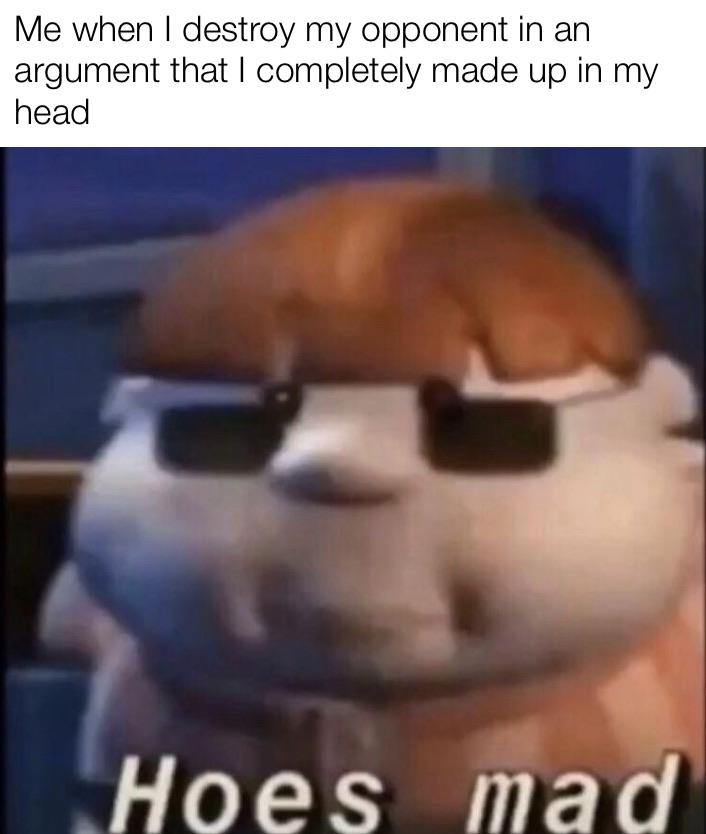 Me when I destroy my opponent in an
argument that I completely made up in my
head
Hoes mad